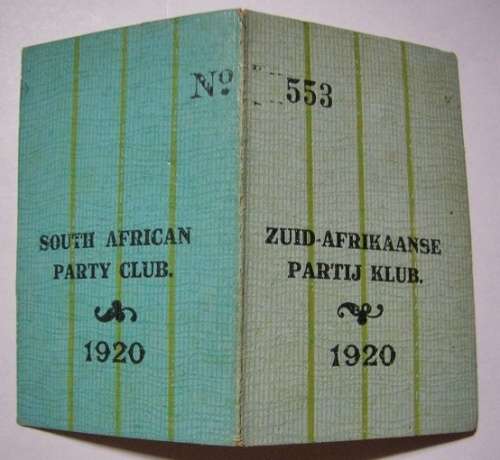 No 553
SOUTH AFRICAN
PARTY CLUB.
1920
ZUID-AFRIKAANSE
PARTIJ KLUB.
1920